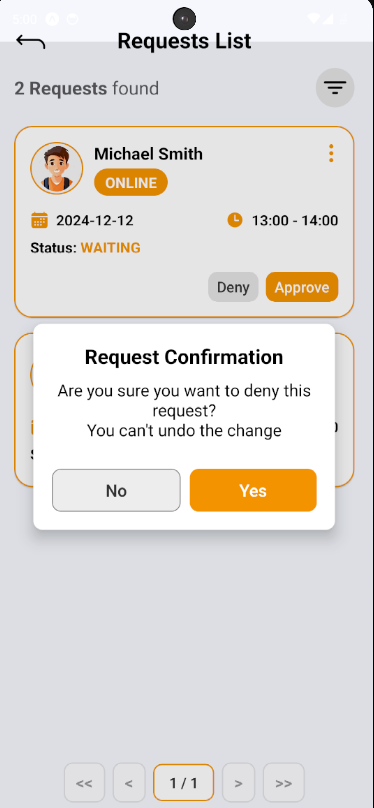 5:00
Requests List
2 Requests found
Michael Smith
ONLINE
2024-12-12
13:00 - 14:00
Status: WAITING
Deny
Approve
Request Confirmation
Are you sure you want to deny this
request?
You can't undo the change
No
Yes
<<
<
1 / 1
>
>>